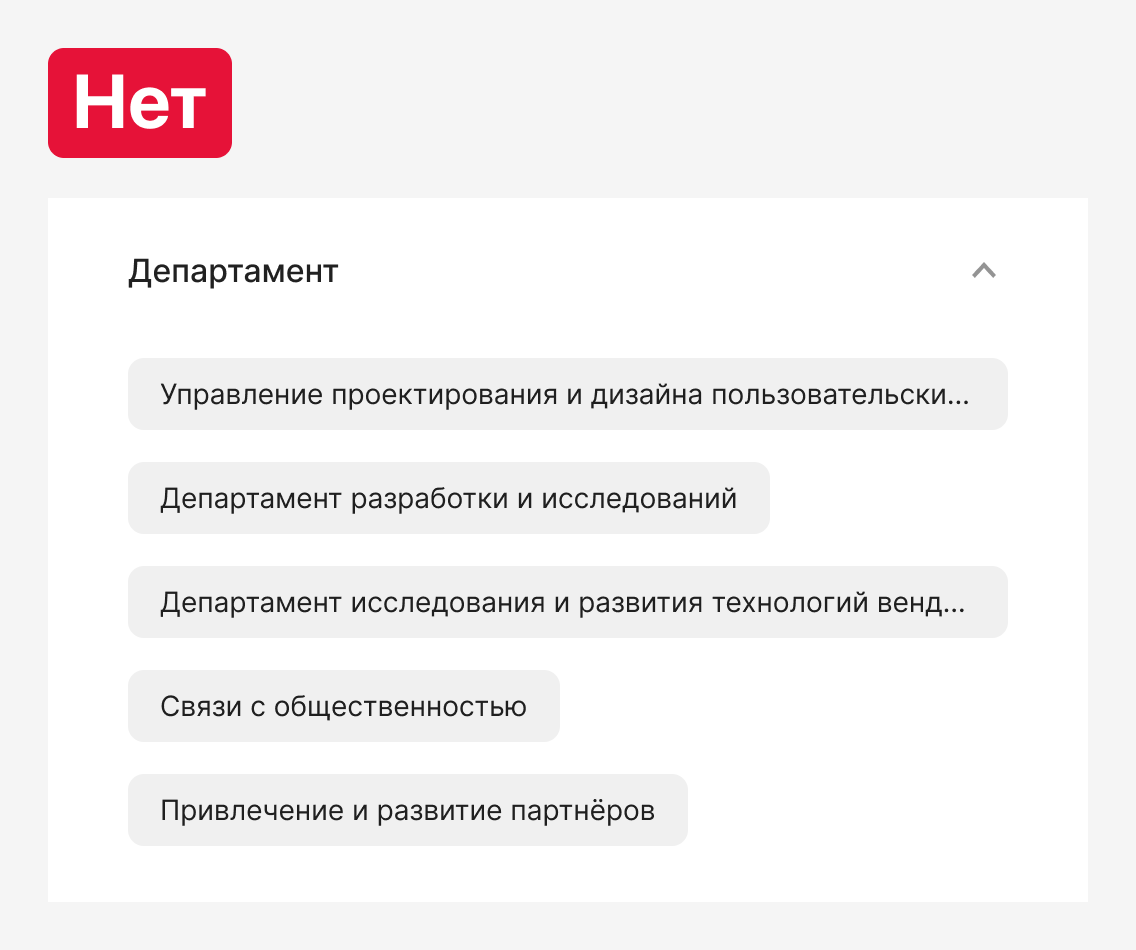 Нет
Департамент
Управление проектирования и дизайна пользовательски...
Департамент разработки и исследований
Департамент исследования и развития технологий венд...
Связи с общественностью
Привлечение и развитие партнёров